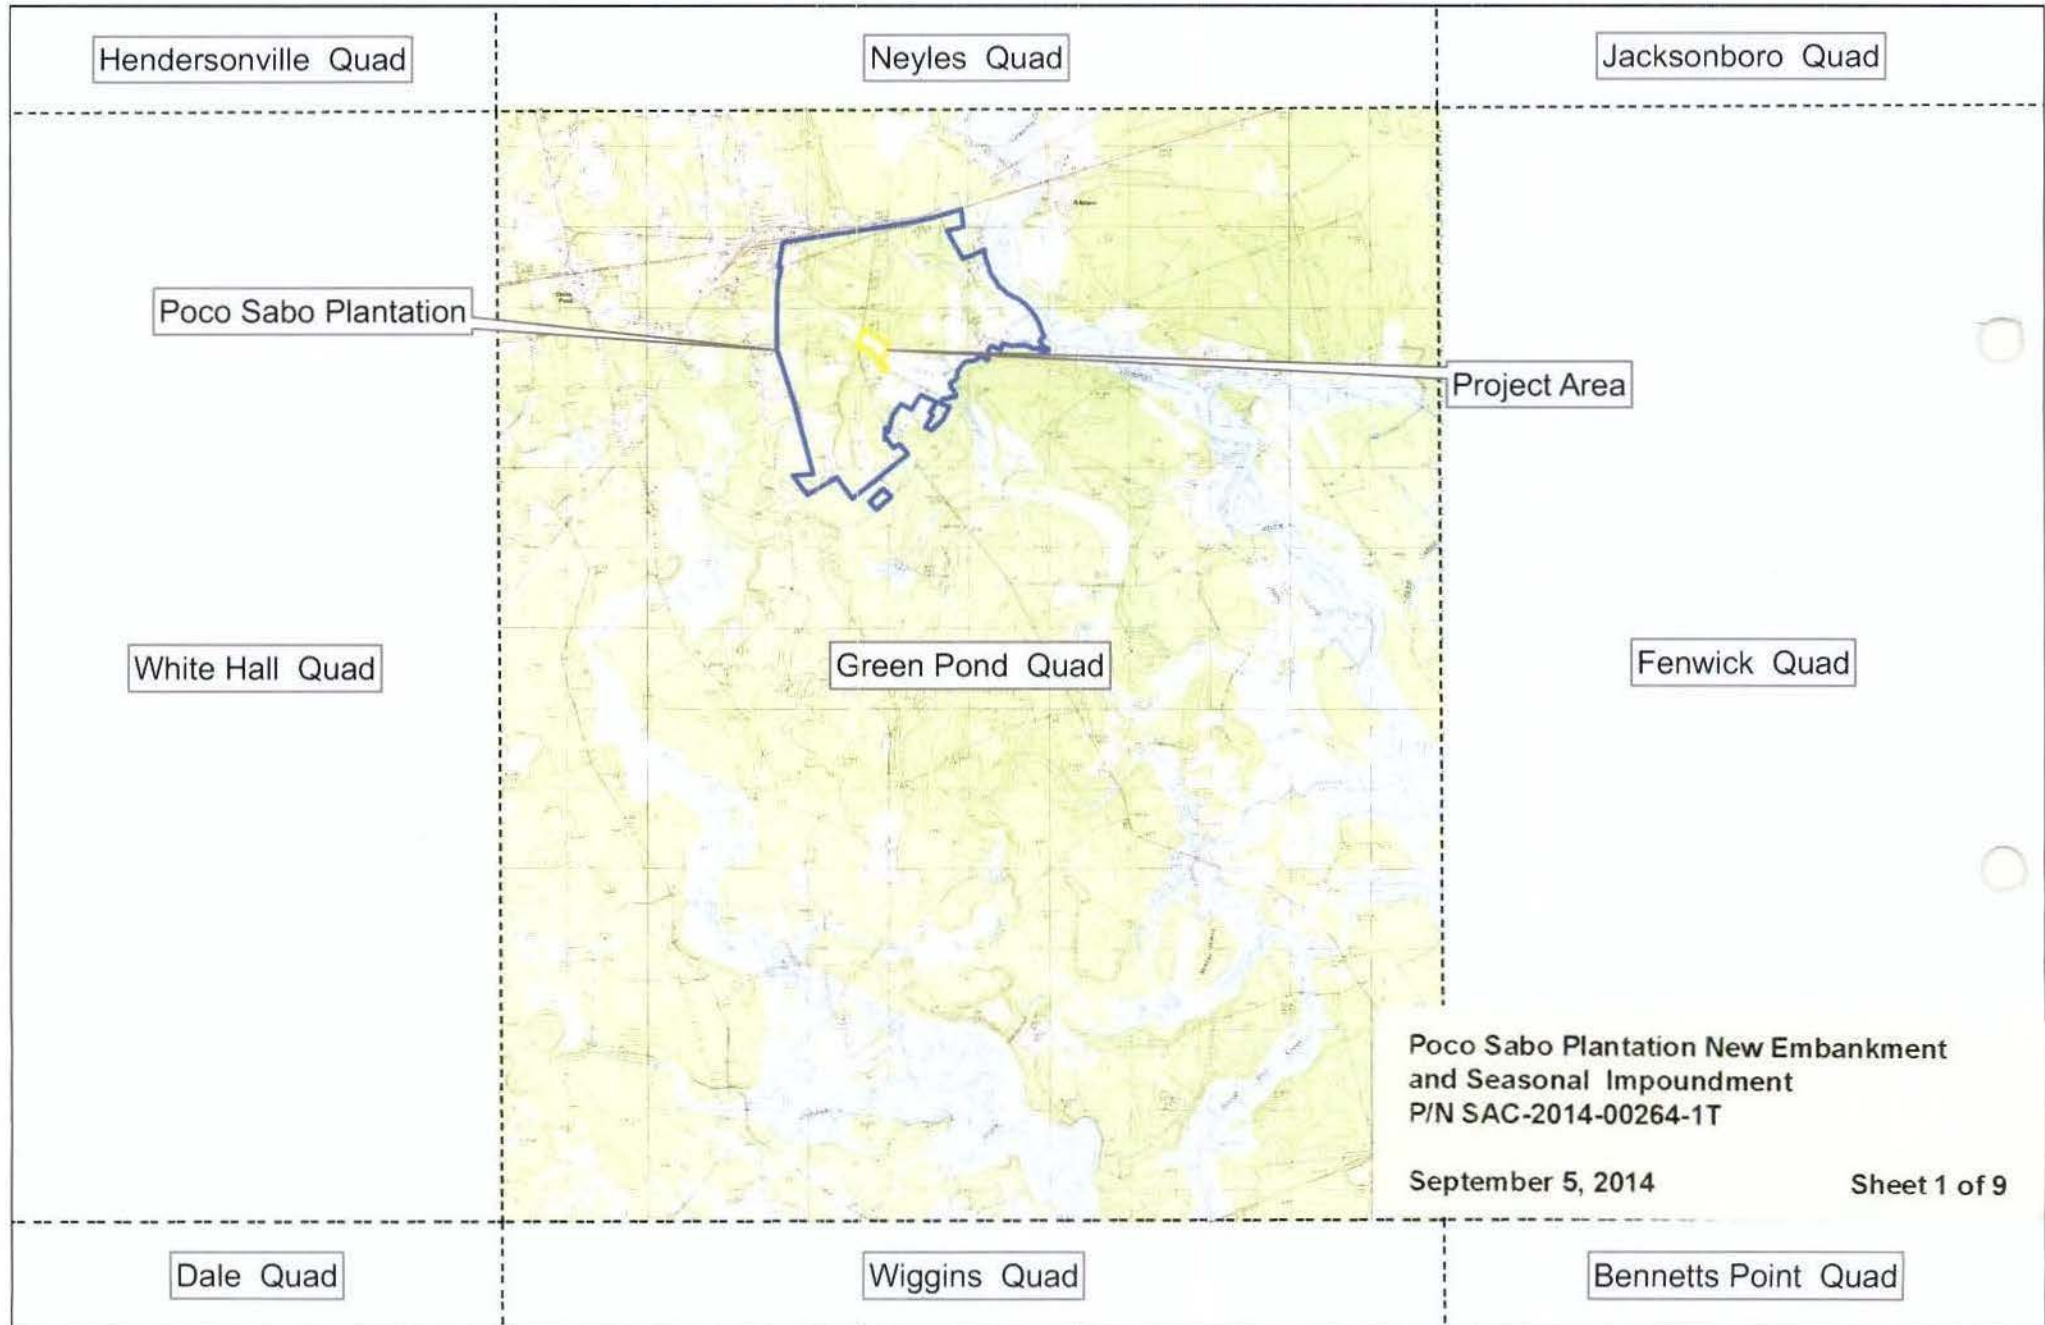 Hendersonville Quad
Neyles Quad
Jacksonboro Quad
Poco Sabo Plantation
Project Area
White Hall Quad
Green Pond Quad
Fenwick Quad
Poco Sabo Plantation New Embankment
and Seasonal Impoundment
P/N SAC-2014-00264-1T
September 5, 2014
Sheet 1 of 9
Dale Quad
Wiggins Quad
Bennetts Point Quad